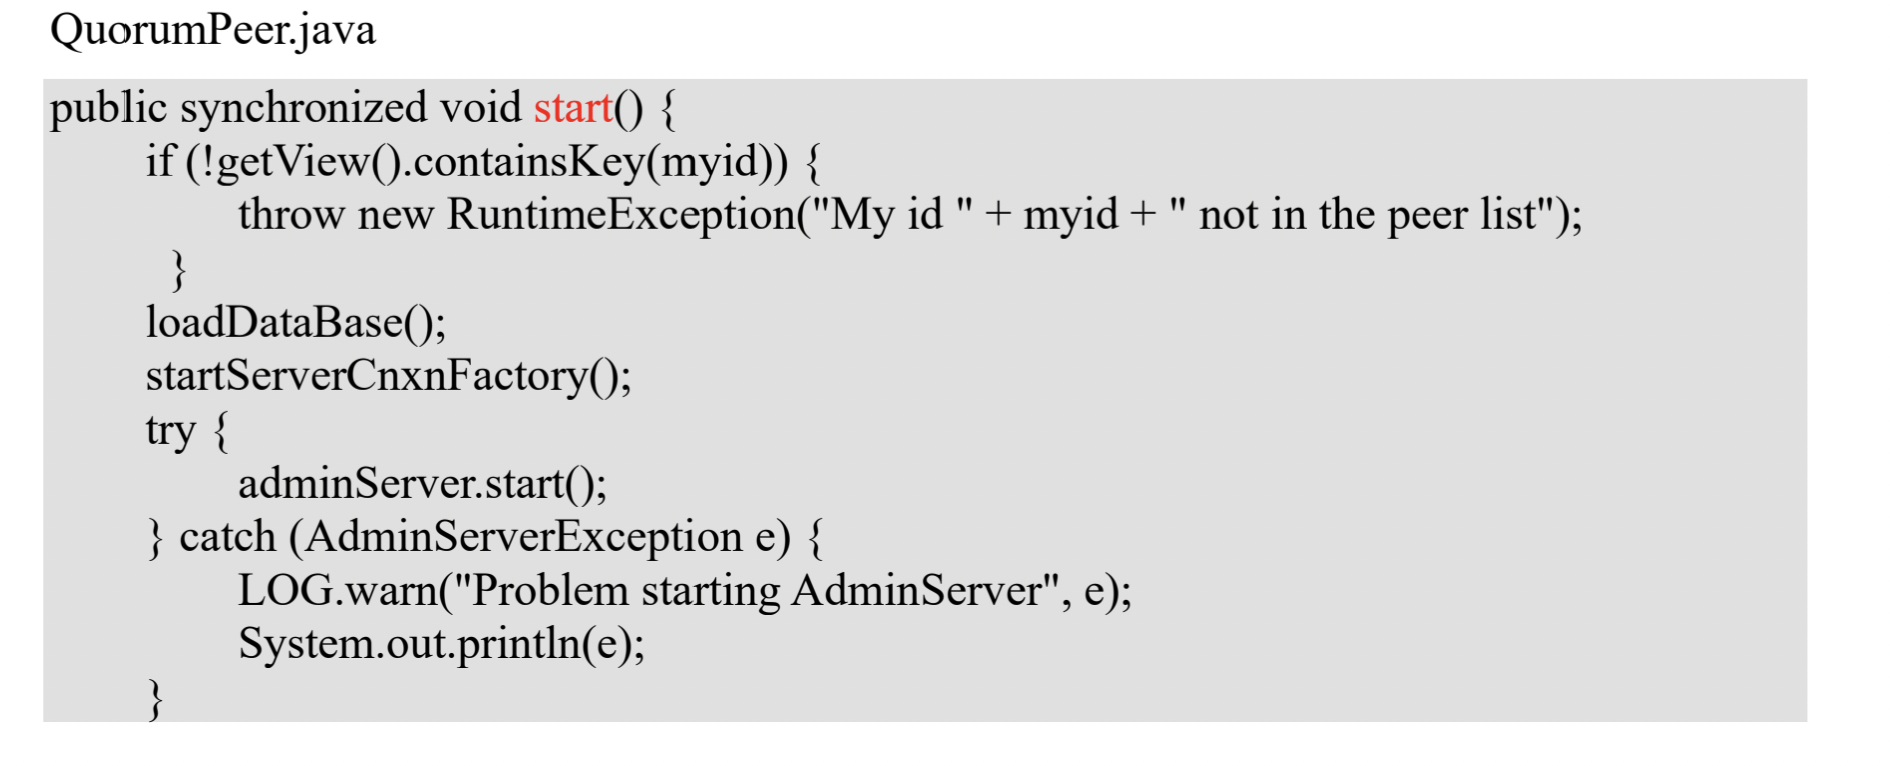 QuorumPeer.java
public synchronized void start() {
if (!getView().containsKey(myid)) {
throw new RuntimeException("My id " + myid + " not in the peer list");
}
loadDataBase();
startServerCnxnFactory();
try {
adminServer.start();
} catch (AdminServerException e) {
LOG.warn("Problem starting AdminServer", e);
System.out.println(e);
}